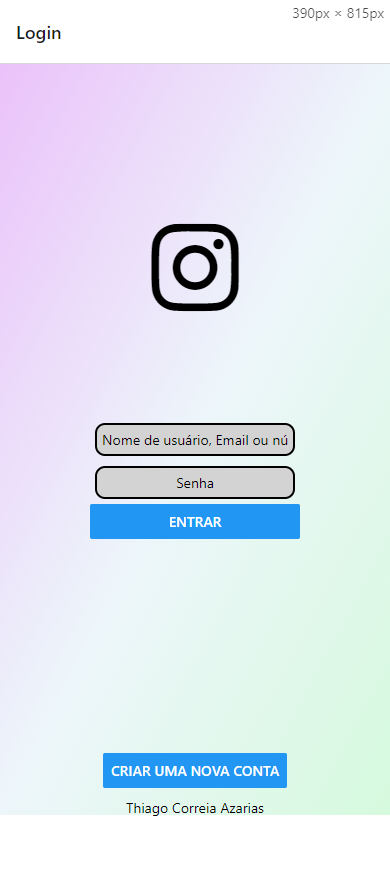 390px × 815px
Login
Nome de usuário, Email ou nú
Senha
ENTRAR
CRIAR UMA NOVA CONTA
Thiago Correia Azarias